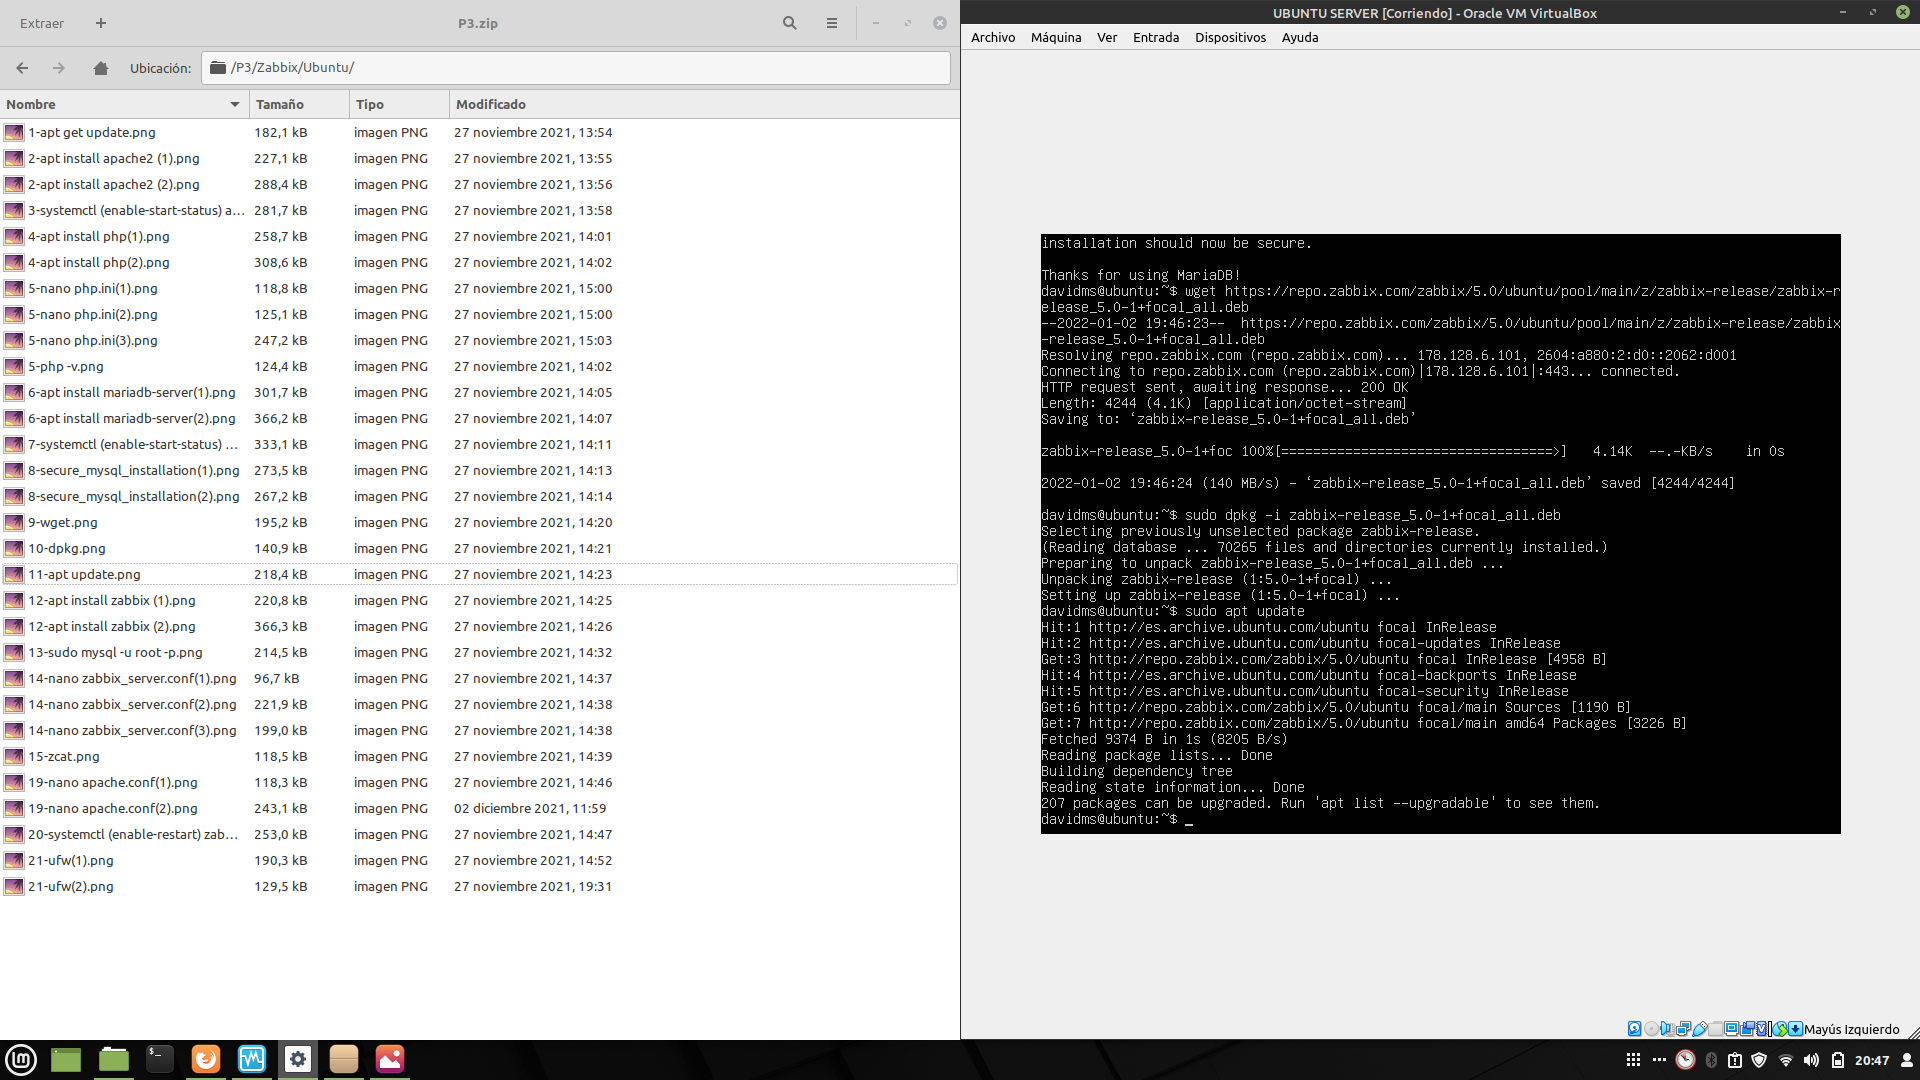 Extraer
P3.zip
Ubicación:
/P3/Zabbix/Ubuntu/
Nombre Tamaño Tipo Modificado
1-apt get update.png 182,1 kB imagen PNG 27 noviembre 2021, 13:54
2-apt install apache2 (1).png 227,1 kB imagen PNG 27 noviembre 2021, 13:55
2-apt install apache2 (2).png 288,4 kB imagen PNG 27 noviembre 2021, 13:56
3-systemctl (enable-start-status) a... 281,7 kB imagen PNG 27 noviembre 2021, 13:58
4-apt install php(1).png 258,7 kB imagen PNG 27 noviembre 2021, 14:01
4-apt install php(2).png 308,6 kB imagen PNG 27 noviembre 2021, 14:02
5-nano php.ini(1).png 118,8 kB imagen PNG 27 noviembre 2021, 15:00
5-nano php.ini(2).png 125,1 kB imagen PNG 27 noviembre 2021, 15:00
5-nano php.ini(3).png 247,2 kB imagen PNG 27 noviembre 2021, 15:03
5-php -v.png 124,4 kB imagen PNG 27 noviembre 2021, 14:02
6-apt install mariadb-server(1).png 301,7 kB imagen PNG 27 noviembre 2021, 14:05
6-apt install mariadb-server(2).png 366,2 kB imagen PNG 27 noviembre 2021, 14:07
7-systemctl (enable-start-status) ... 333,1 kB imagen PNG 27 noviembre 2021, 14:11
8-secure_mysql_installation(1).png 273,5 kB imagen PNG 27 noviembre 2021, 14:13
8-secure_mysql_installation(2).png 267,2 kB imagen PNG 27 noviembre 2021, 14:14
9-wget.png 195,2 kB imagen PNG 27 noviembre 2021, 14:20
10-dpkg.png 140,9 kB imagen PNG 27 noviembre 2021, 14:21
11-apt update.png 218,4 kB imagen PNG 27 noviembre 2021, 14:23
12-apt install zabbix (1).png 220,8 kB imagen PNG 27 noviembre 2021, 14:25
12-apt install zabbix (2).png 366,3 kB imagen PNG 27 noviembre 2021, 14:26
13-sudo mysql -u root -p.png 214,5 kB imagen PNG 27 noviembre 2021, 14:32
14-nano zabbix_server.conf(1).png 96,7 kB imagen PNG 27 noviembre 2021, 14:37
14-nano zabbix_server.conf(2).png 221,9 kB imagen PNG 27 noviembre 2021, 14:38
14-nano zabbix_server.conf(3).png 199,0 kB imagen PNG 27 noviembre 2021, 14:38
15-zcat.png 118,5 kB imagen PNG 27 noviembre 2021, 14:39
19-nano apache.conf(1).png 118,3 kB imagen PNG 27 noviembre 2021, 14:46
19-nano apache.conf(2).png 243,1 kB imagen PNG 02 diciembre 2021, 11:59
20-systemctl (enable-restart) zab... 253,0 kB imagen PNG 27 noviembre 2021, 14:47
21-ufw(1).png 190,3 kB imagen PNG 27 noviembre 2021, 14:52
21-ufw(2).png 129,5 kB imagen PNG 27 noviembre 2021, 19:31
UBUNTU SERVER [Corriendo] - Oracle VM VirtualBox
Archivo Máquina Ver Entrada Dispositivos Ayuda
installation should now be secure.
Thanks for using MariaDB!
davidms@ubuntu:~$ wget https://repo.zabbix.com/zabbix/5.0/ubuntu/pool/main/z/zabbix-release/zabbix-r
elease_5.0-1+focal_all.deb
--2022-01-02 19:46:23--  https://repo.zabbix.com/zabbix/5.0/ubuntu/pool/main/z/zabbix-release/zabbix
-release_5.0-1+focal_all.deb
Resolving repo.zabbix.com (repo.zabbix.com)... 178.128.6.101, 2604:a880:2:d0::2062:d001
Connecting to repo.zabbix.com (repo.zabbix.com)|178.128.6.101|:443... connected.
HTTP request sent, awaiting response... 200 OK
Length: 4244 (4.1K) [application/octet-stream]
Saving to: ‘zabbix-release_5.0-1+focal_all.deb’
zabbix-release_5.0-1+foc 100%[==================================>]   4.14K  --.-KB/s    in 0s
2022-01-02 19:46:24 (140 MB/s) - ‘zabbix-release_5.0-1+focal_all.deb’ saved [4244/4244]
davidms@ubuntu:~$ sudo dpkg -i zabbix-release_5.0-1+focal_all.deb
Selecting previously unselected package zabbix-release.
(Reading database ... 70265 files and directories currently installed.)
Preparing to unpack zabbix-release_5.0-1+focal_all.deb ...
Unpacking zabbix-release (1:5.0-1+focal) ...
Setting up zabbix-release (1:5.0-1+focal) ...
davidms@ubuntu:~$ sudo apt update
Hit:1 http://es.archive.ubuntu.com/ubuntu focal InRelease
Hit:2 http://es.archive.ubuntu.com/ubuntu focal-updates InRelease
Get:3 http://repo.zabbix.com/zabbix/5.0/ubuntu focal InRelease [4958 B]
Hit:4 http://es.archive.ubuntu.com/ubuntu focal-backports InRelease
Hit:5 http://es.archive.ubuntu.com/ubuntu focal-security InRelease
Get:6 http://repo.zabbix.com/zabbix/5.0/ubuntu focal/main Sources [1190 B]
Get:7 http://repo.zabbix.com/zabbix/5.0/ubuntu focal/main amd64 Packages [3226 B]
Fetched 9374 B in 1s (8205 B/s)
Reading package lists... Done
Building dependency tree
Reading state information... Done
207 packages can be upgraded. Run 'apt list --upgradable' to see them.
davidms@ubuntu:~$ _
Mayús Izquierdo
20:47